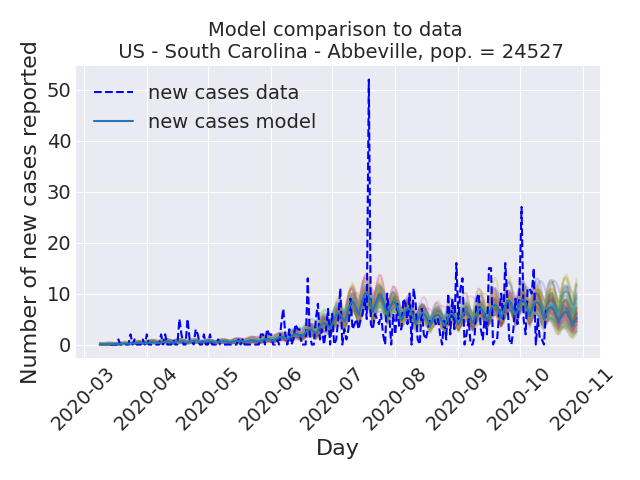 Model comparison to data
US - South Carolina - Abbeville, pop. = 24527
new cases data
new cases model
Number of new cases reported
50
40
30
20
10
0
2020-03
2020-04
2020-05
2020-06
2020-07
2020-08
2020-09
2020-10
2020-11
Day